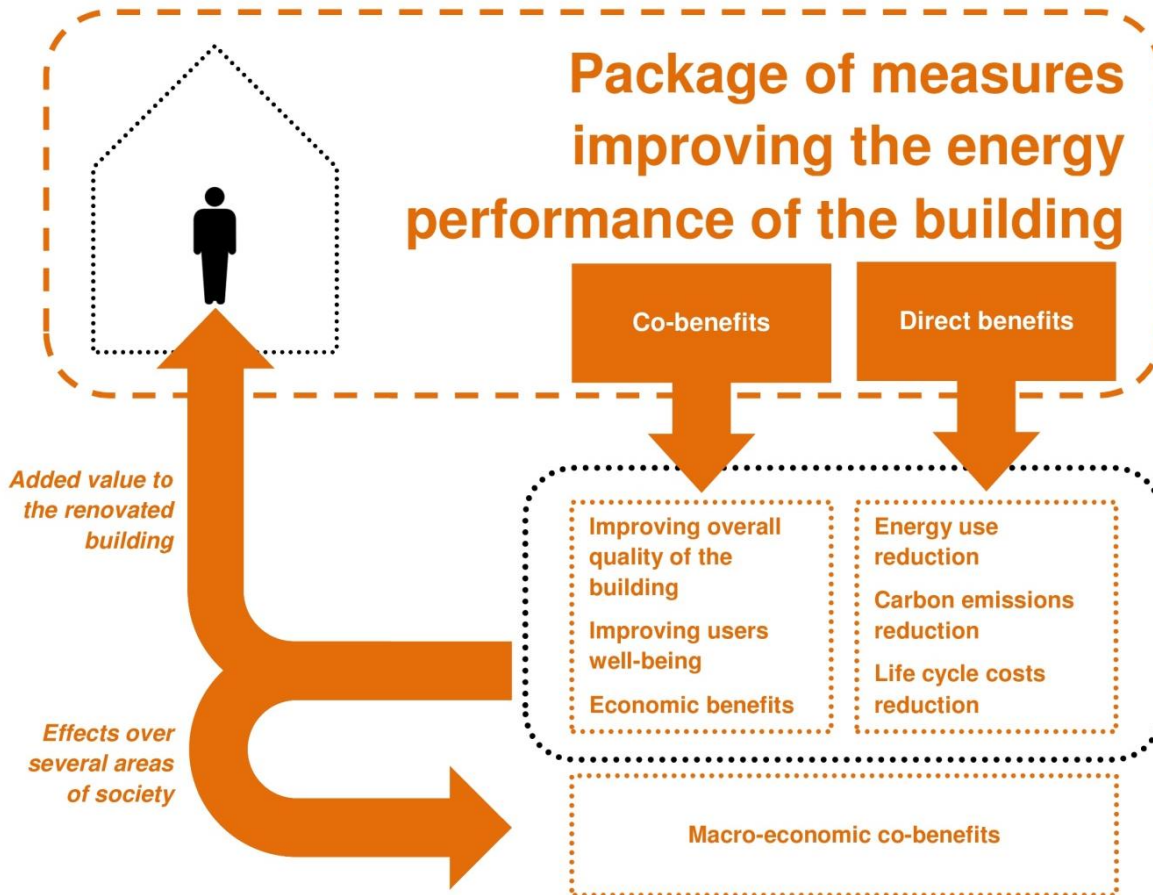 Package of measures
improving the energy
performance of the building
Co-benefits
Direct benefits
Added value to
the renovated
building
Improving overall
quality of the
building
Improving users
well-being
Economic benefits
Energy use
reduction
Carbon emissions
reduction
Life cycle costs
reduction
Effects over
several areas
of society
Macro-economic co-benefits